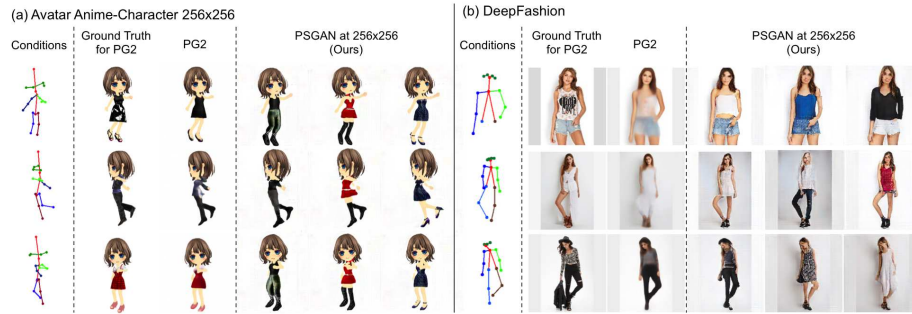 (a) Avatar Anime-Character 256x256
Conditions
Ground Truth
for PG2
PG2
PSGAN at 256x256
(Ours)
(b) DeepFashion
Conditions
Ground Truth
for PG2
PG2
PSGAN at 256x256
(Ours)